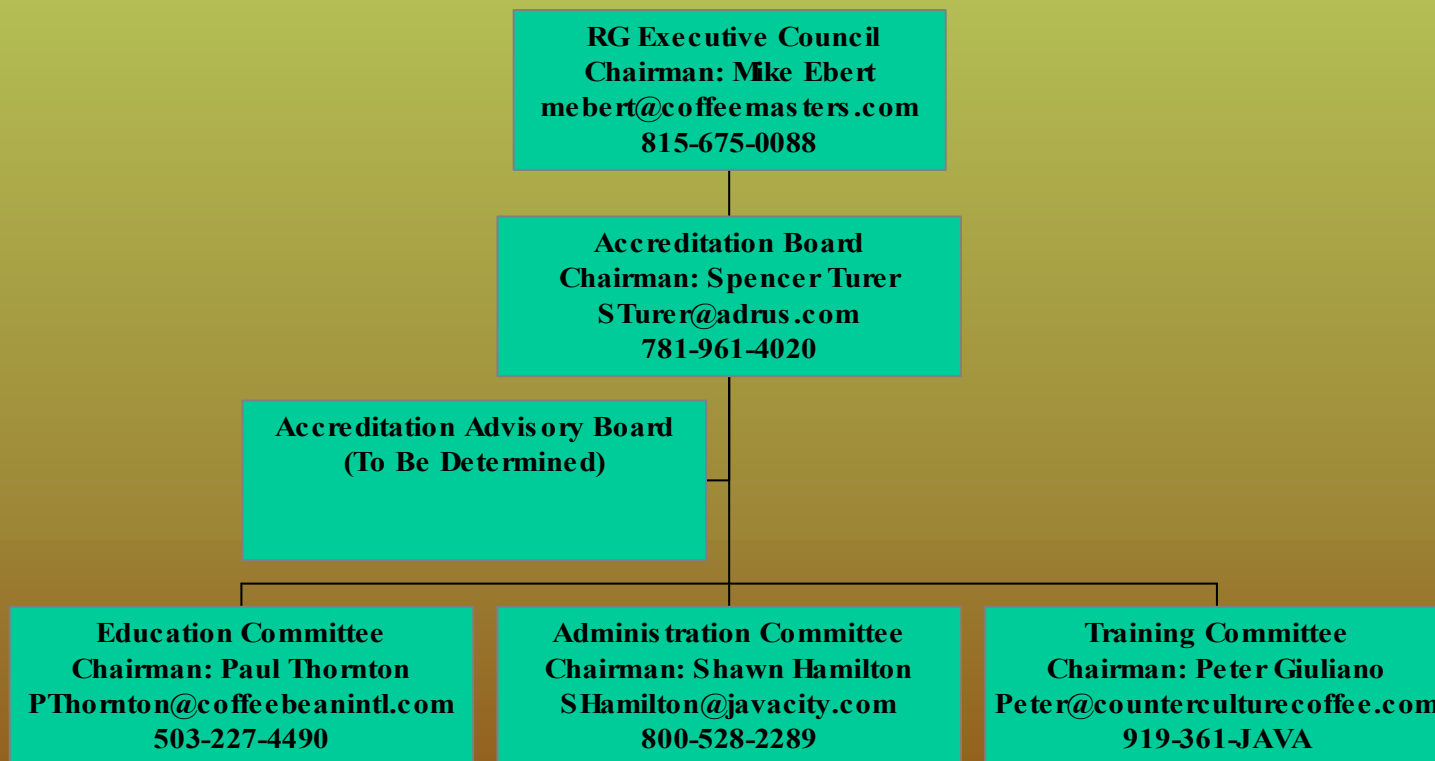 RG Executive Council
Chairman: Mike Ebert
mebert@coffeemasters.com
815-675-0088
Accreditation Board
Chairman: Spencer Turer
STurer@adrus.com
781-961-4020
Accreditation Advisory Board
(To Be Determined)
Education Committee
Chairman: Paul Thornton
PThornton@coffeebeanintl.com
503-227-4490
Administration Committee
Chairman: Shawn Hamilton
SHamilton@javacity.com
800-528-2289
Training Committee
Chairman: Peter Giuliano
Peter@counterculturecoffee.com
919-361-JAVA